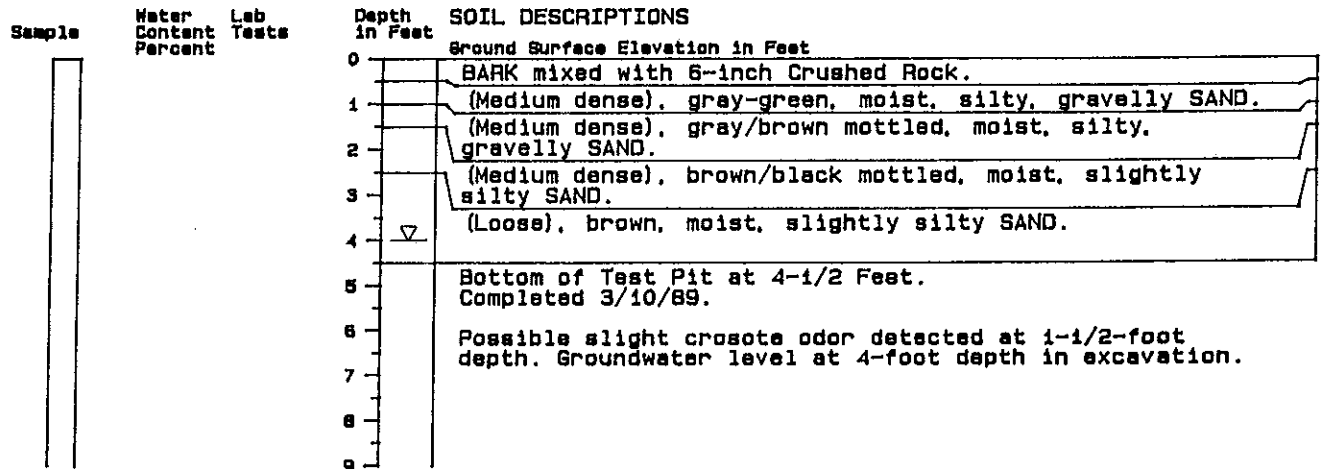 Sample
Water Content Percent
Lab Tests
Depth in Feet
SOIL DESCRIPTIONS
Ground Surface Elevation in Feet
0
BARK mixed with 6-inch Crushed Rock.
1
(Medium dense), gray-green, moist, silty, gravelly SAND.
(Medium dense), gray/brown mottled, moist, silty,
2
gravelly SAND.
(Medium dense), brown/black mottled, moist, slightly
3
silty SAND.
(Loose), brown, moist, slightly silty SAND.
4
Bottom of Test Pit at 4-1/2 Feet.
5
Completed 3/10/89.
6
Possible slight crosote odor detected at 1-1/2-foot
depth. Groundwater level at 4-foot depth in excavation.
7
8
9